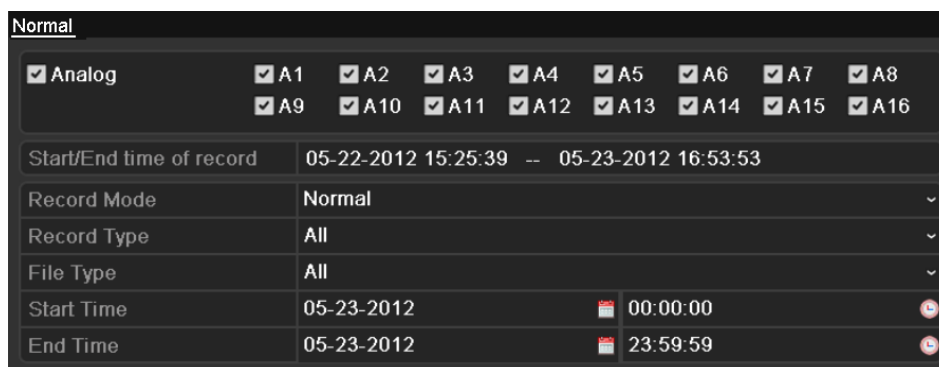 Normal
Analog A1 A2 A3 A4 A5 A6 A7 A8
A9 A10 A11 A12 A13 A14 A15 A16
Start/End time of record 05-22-2012 15:25:39 -- 05-23-2012 16:53:53
Record Mode Normal
Record Type All
File Type All
Start Time 05-23-2012 00:00:00
End Time 05-23-2012 23:59:59